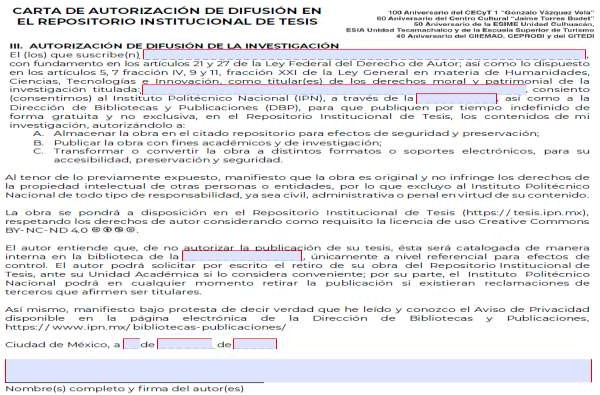 CARTA DE AUTORIZACIÓN DE DIFUSIÓN EN
EL REPOSITORIO INSTITUCIONAL DE TESIS
100 Aniversario del CECyT 1 "Gonzalo Vázquez Vela"
60 Aniversario del Centro Cultural "Jaime Torres Bodet"
50 Aniversario de la ESIME Unidad Culhuacán,
ESIA Unidad Tecamachalco y de la Escuela Superior de Turismo
40 Aniversario del CIIEMAD, CEPROBI y del CITEDI
III. AUTORIZACIÓN DE DIFUSIÓN DE LA INVESTIGACIÓN
El (los) que suscribe(n),
con fundamento en los artículos 21 y 27 de la Ley Federal del Derecho de Autor; así como lo dispuesto
en los artículos 5, 7 fracción IV, 9 y 11, fracción XXI de la Ley General en materia de Humanidades,
Ciencias, Tecnologías e Innovación, como titular(es) de los derechos moral y patrimonial de la
investigación titulada: , consiento
(consentimos) al Instituto Politécnico Nacional (IPN), a través de la , así como a la
Dirección de Bibliotecas y Publicaciones (DBP), para que publiquen por tiempo indefinido de
forma gratuita y no exclusiva, en el Repositorio Institucional de Tesis, los contenidos de mi
investigación, autorizándolo a:
A. Almacenar la obra en el citado repositorio para efectos de seguridad y preservación;
B. Publicar la obra con fines académicos y de investigación;
C. Transformar o convertir la obra a distintos formatos o soportes electrónicos, para su
accesibilidad, preservación y seguridad.
Al tenor de lo previamente expuesto, manifiesto que la obra es original y no infringe los derechos de
la propiedad intelectual de otras personas o entidades, por lo que excluyo al Instituto Politécnico
Nacional de todo tipo de responsabilidad, ya sea civil, administrativa o penal en virtud de su contenido.
La obra se pondrá a disposición en el Repositorio Institucional de Tesis (https://tesis.ipn.mx),
respetando los derechos de autor considerando como requisito la licencia de uso Creative Commons
BY-NC-ND 4.0
El autor entiende que, de no autorizar la publicación de su tesis, ésta será catalogada de manera
interna en la biblioteca de la , únicamente a nivel referencial para efectos de
control. El autor podrá solicitar por escrito el retiro de su obra del Repositorio Institucional de
Tesis, ante su Unidad Académica si lo considera conveniente; por su parte, el Instituto Politécnico
Nacional podrá en cualquier momento retirar la publicación si existieran reclamaciones de
terceros que afirmen ser titulares.
Así mismo, manifiesto bajo protesta de decir verdad que he leído y conozco el Aviso de Privacidad
disponible en la página electrónica de la Dirección de Bibliotecas y Publicaciones,
https://www.ipn.mx/bibliotecas-publicaciones/
Ciudad de México, a de de
Nombre(s) completo y firma del autor(es)